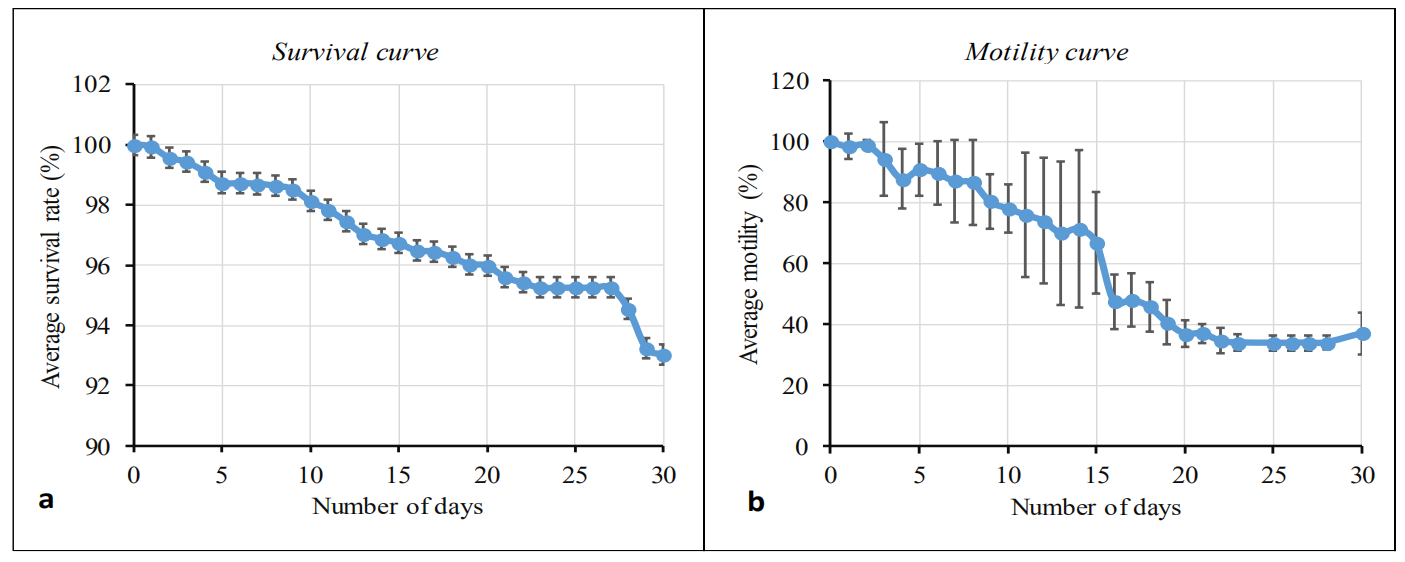 Survival curve
102
100
98
96
94
92
90
Average survival rate (%)
0 5 10 15 20 25 30
Number of days
a
Motility curve
120
100
80
60
40
20
0
Average motility (%)
0 5 10 15 20 25 30
Number of days
b